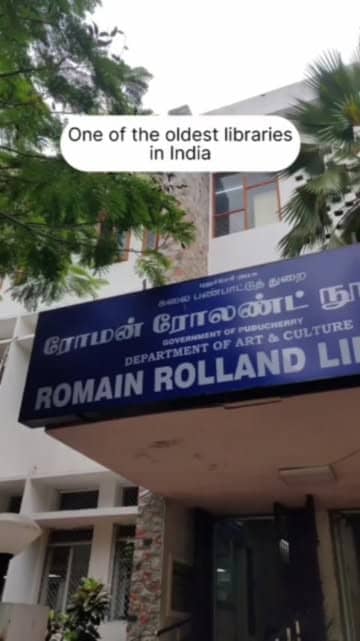 One of the oldest libraries
in India
புதுச்சேரி அரசு
கலை பண்பாட்டுத் துறை
ரோமன் ரோலண்ட் நூ
GOVERNMENT OF PUDUCHERRY
DEPARTMENT OF ART & CULTURE
ROMAIN ROLLAND LI